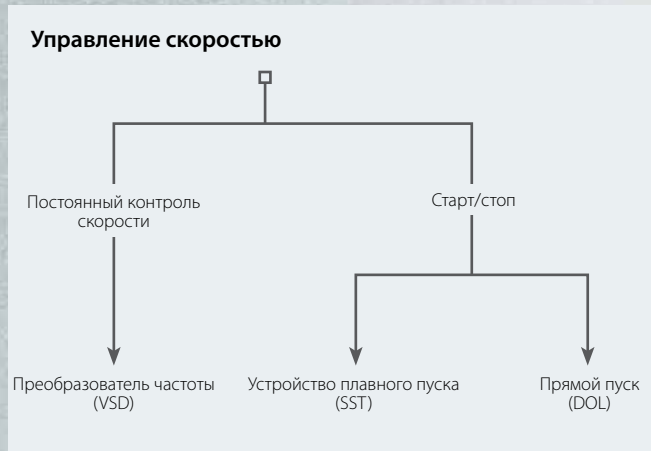 Управление скоростью
Постоянный контроль
скорости
Старт/стоп
Преобразователь частоты
(VSD)
Устройство плавного пуска
(SST)
Прямой пуск
(DOL)